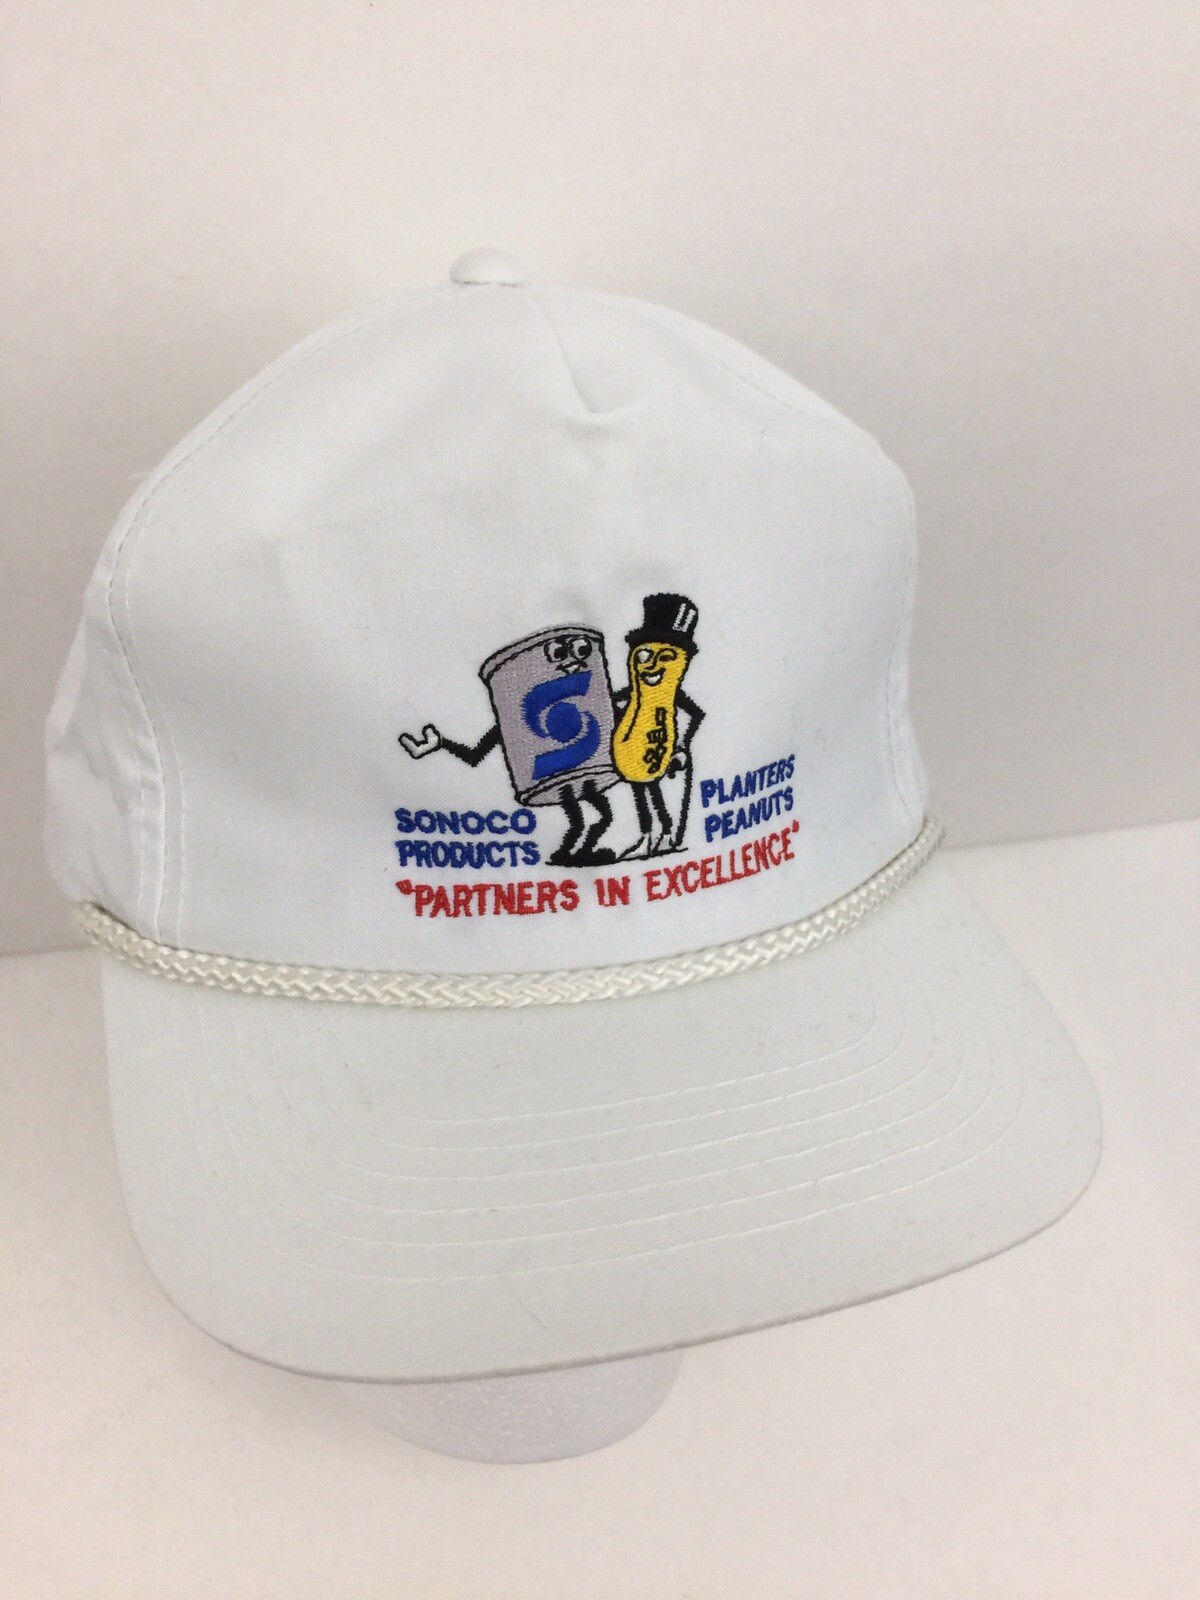 SONOCO
PRODUCTS
PLANTERS
PEANUTS
"PARTNERS IN EXCELLENCE"